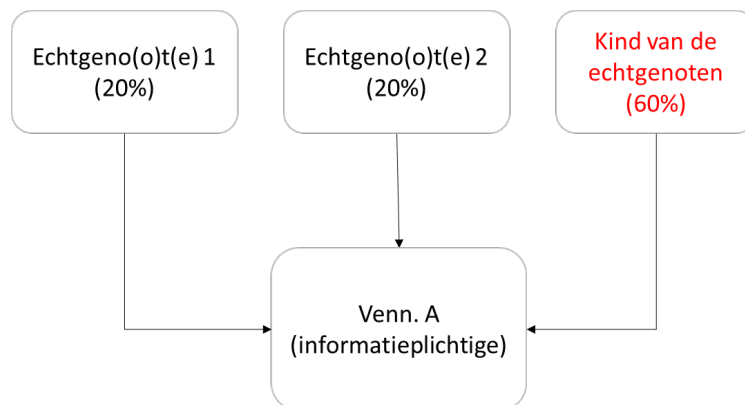 Echtgeno(o)t(e) 1
(20%)
Echtgeno(o)t(e) 2
(20%)
Kind van de
echtgenoten
(60%)
Venn. A
(informatieplichtige)